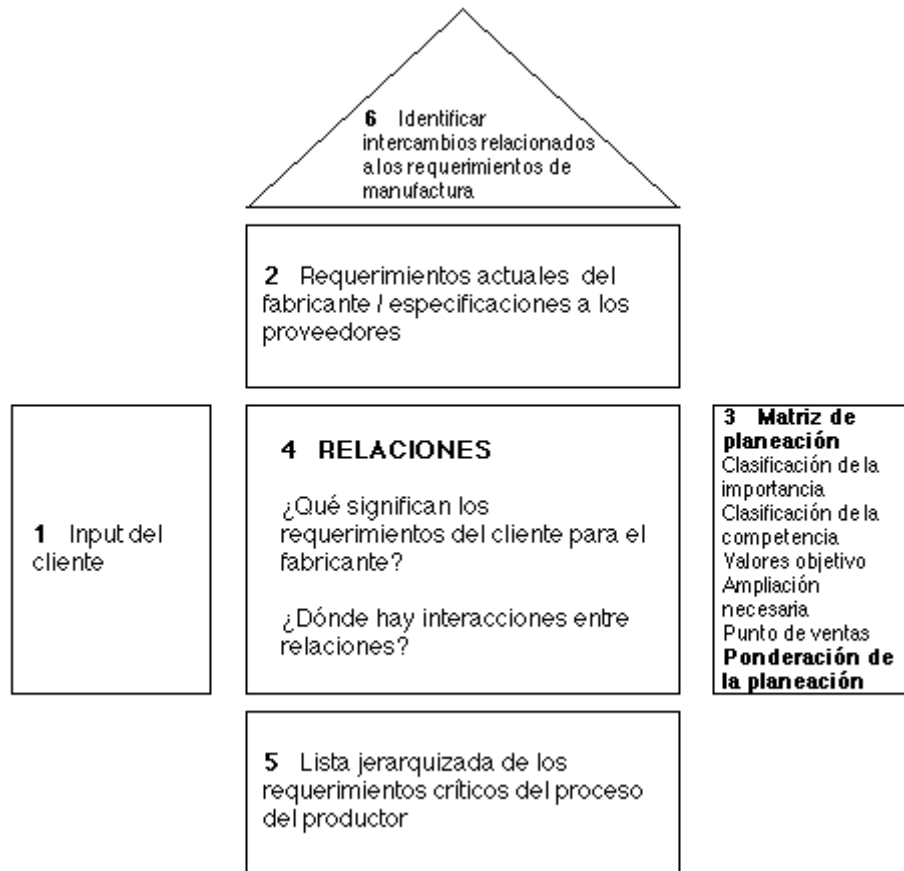 6 Identificar
intercambios relacionados
a los requerimientos de
manufactura
2 Requerimientos actuales del
fabricante / especificaciones a los
proveedores
1 Input del
cliente
4 RELACIONES
¿Qué significan los
requerimientos del cliente para el
fabricante?
¿Dónde hay interacciones entre
relaciones?
3 Matriz de
planeación
Clasificación de la
importancia
Clasificación de la
competencia
Valores objetivo
Ampliación
necesaria
Punto de ventas
Ponderación de
la planeación
5 Lista jerarquizada de los
requerimientos críticos del proceso
del productor